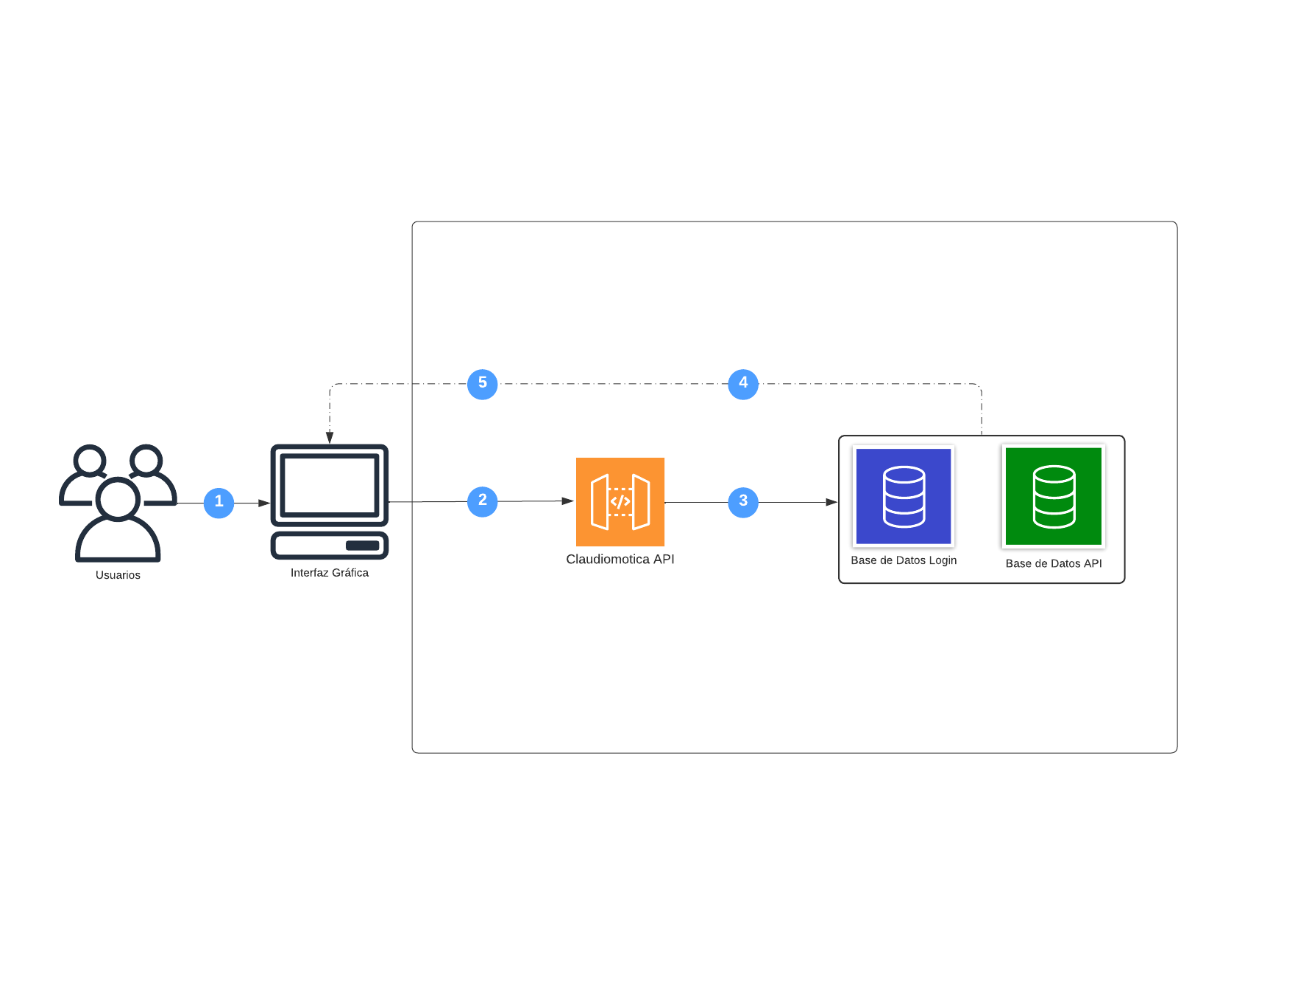 5
4
1
2
3
Usuarios
Interfaz Gráfica
Claudiomotica API
Base de Datos Login
Base de Datos API